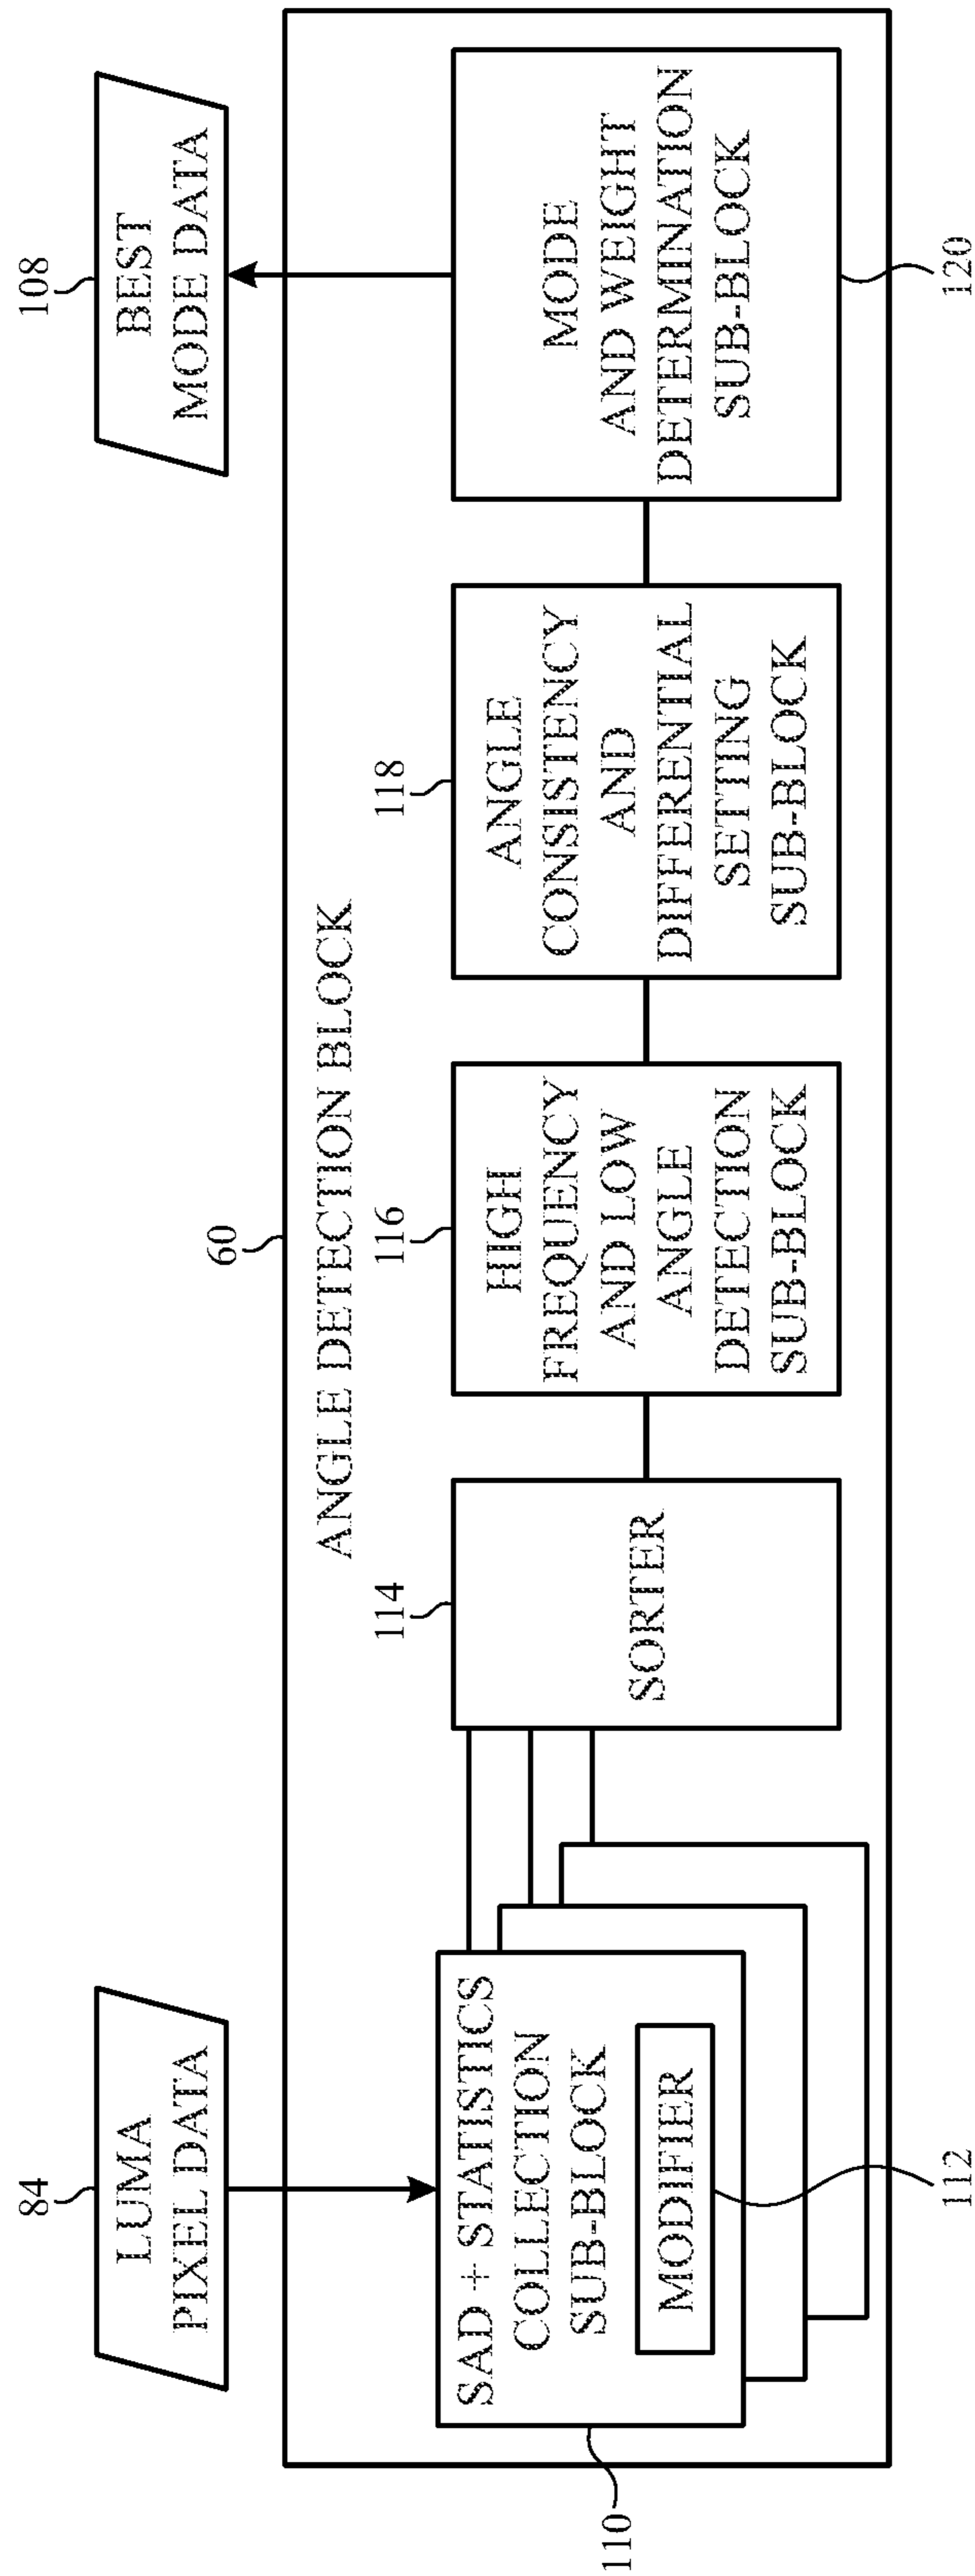 84
LUMA
PIXEL DATA
108
BEST
MODE DATA
60
ANGLE DETECTION BLOCK
110
SAD + STATISTICS
COLLECTION
SUB-BLOCK
MODIFIER
112
114
SORTER
116
HIGH
FREQUENCY
AND LOW
ANGLE
DETECTION
SUB-BLOCK
118
ANGLE
CONSISTENCY
AND
DIFFERENTIAL
SETTING
SUB-BLOCK
MODE
AND WEIGHT
DETERMINATION
SUB-BLOCK
120